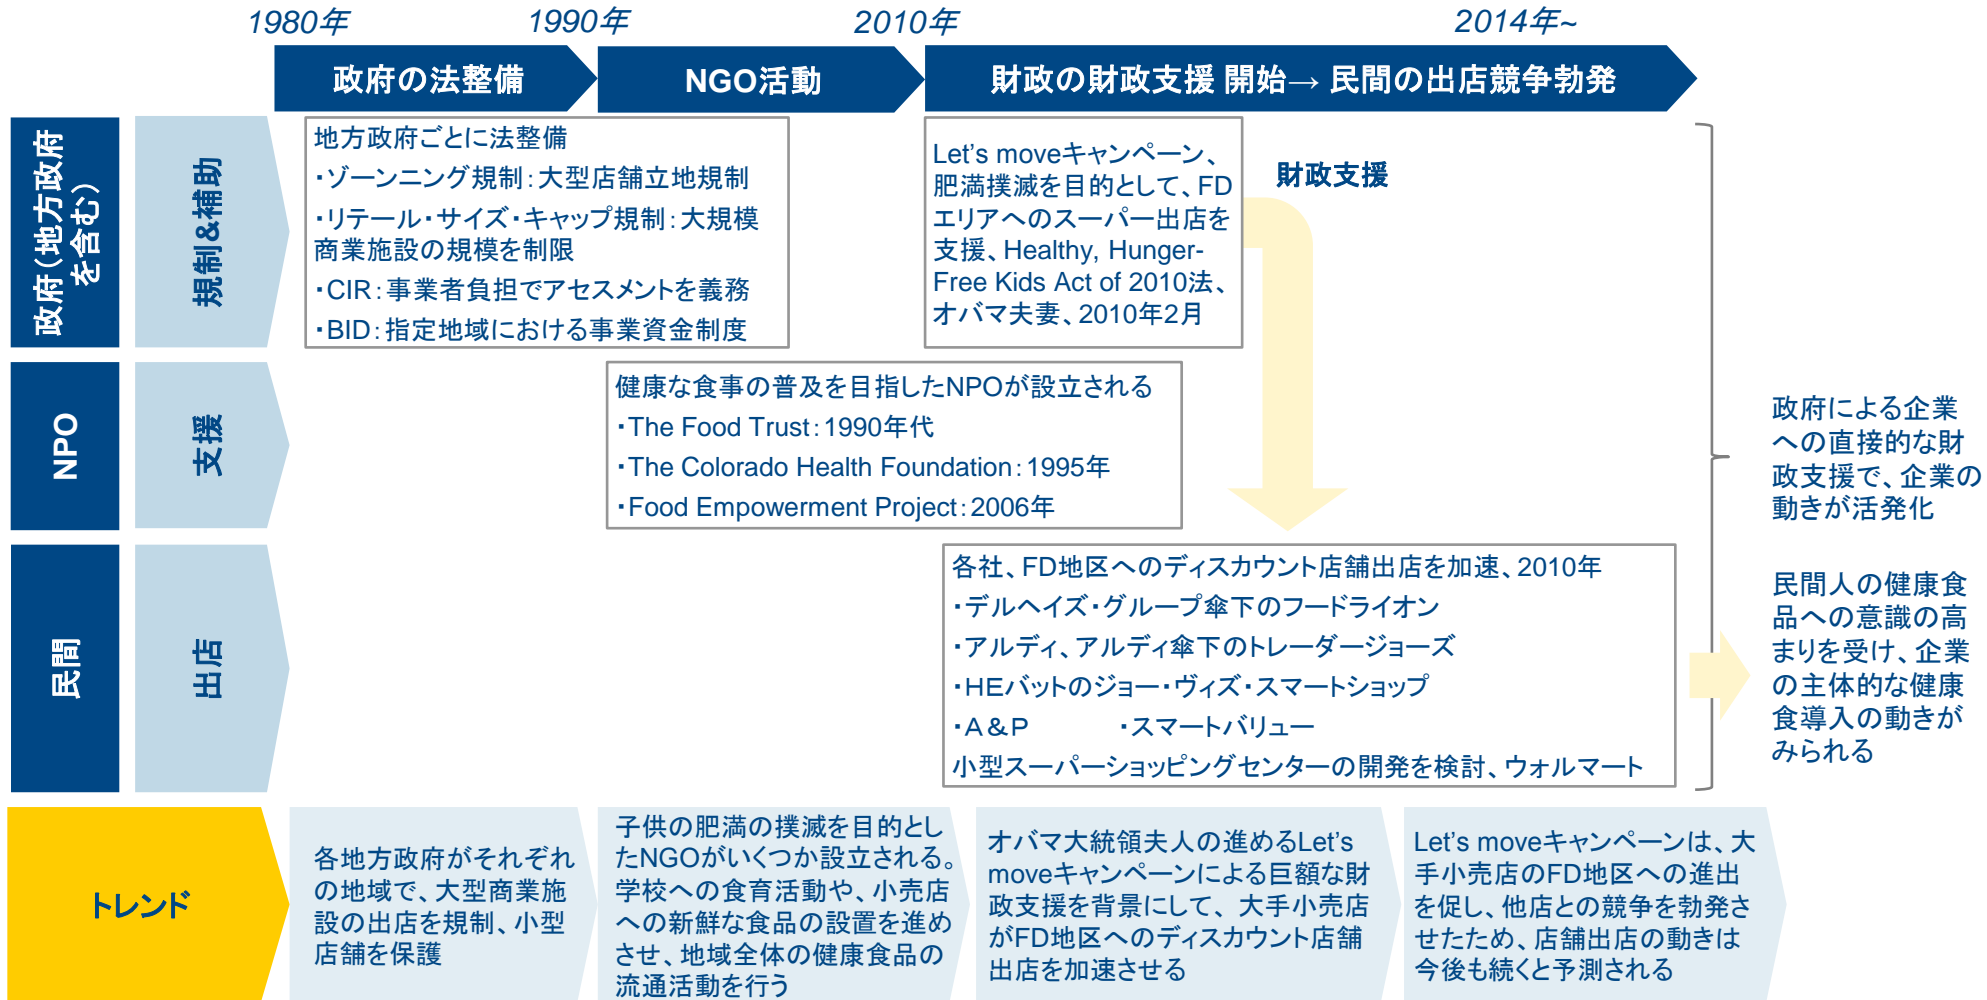 1980年
1990年
2010年
2014年~
政府の法整備
NGO活動
財政の財政支援 開始→ 民間の出店競争勃発
政府（地方政府
を含む）
規制&補助
地方政府ごとに法整備
・ゾーンニング規制：大型店舗立地規制
・リテール・サイズ・キャップ規制：大規模
商業施設の規模を制限
・CIR：事業者負担でアセスメントを義務
・BID：指定地域における事業資金制度
Let's moveキャンペーン、
肥満撲滅を目的として、FD
エリアへのスーパー出店を
支援、Healthy, Hunger-
Free Kids Act of 2010法、
オバマ夫妻、2010年2月
財政支援
NPO
支援
健康な食事の普及を目指したNPOが設立される
・The Food Trust：1990年代
・The Colorado Health Foundation：1995年
・Food Empowerment Project：2006年
民間
出店
各社、FD地区へのディスカウント店舗出店を加速、2010年
・デルヘイズ・グループ傘下のフードライオン
・アルディ、アルディ傘下のトレーダージョーズ
・HEバットのジョー・ヴィズ・スマートショップ
・A＆P ・スマートバリュー
小型スーパーショッピングセンターの開発を検討、ウォルマート
政府による企業
への直接的な財
政支援で、企業の
動きが活発化
民間人の健康食
品への意識の高
まりを受け、企業
の主体的な健康
食導入の動きが
みられる
トレンド
各地方政府がそれぞれ
の地域で、大型商業施
設の出店を規制、小型
店舗を保護
子供の肥満の撲滅を目的とし
たNGOがいくつか設立される。
学校への食育活動や、小売店
への新鮮な食品の設置を進め
させ、地域全体の健康食品の
流通活動を行う
オバマ大統領夫人の進めるLet's
moveキャンペーンによる巨額な財
政支援を背景にして、 大手小売店
がFD地区へのディスカウント店舗
出店を加速させる
Let's moveキャンペーンは、大
手小売店のFD地区への進出
を促し、他店との競争を勃発さ
せたため、店舗出店の動きは
今後も続くと予測される